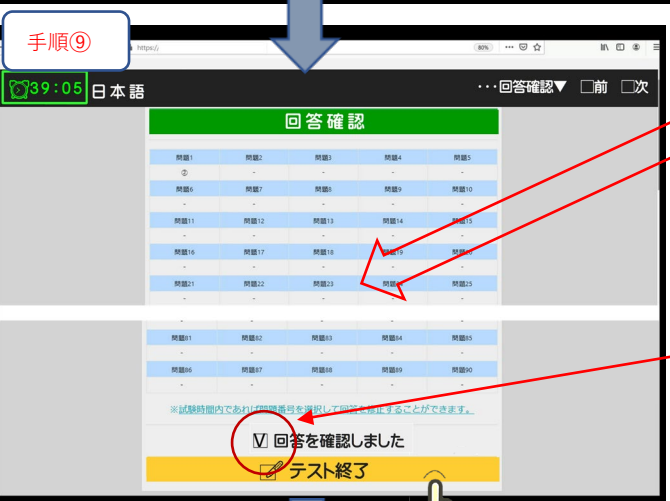 手順⑨
https://
80%
39:05 日本語 ･･･回答確認▼ □前 □次
回答確認
問題1 問題2 問題3 問題4 問題5
② - - - -
問題6 問題7 問題8 問題9 問題10
- - - - -
問題11 問題12 問題13 問題14 問題15
- - - - -
問題16 問題17 問題18 問題19
- - - - -
問題21 問題22 問題23 問題25
- - - - -
- - - - -
問題81 問題82 問題83 問題84 問題85
- - - - -
問題86 問題87 問題88 問題89 問題90
- - - - -
※試験時間内であれば問題番号を選択して回答を修正することができます。
回答を確認しました
テスト終了